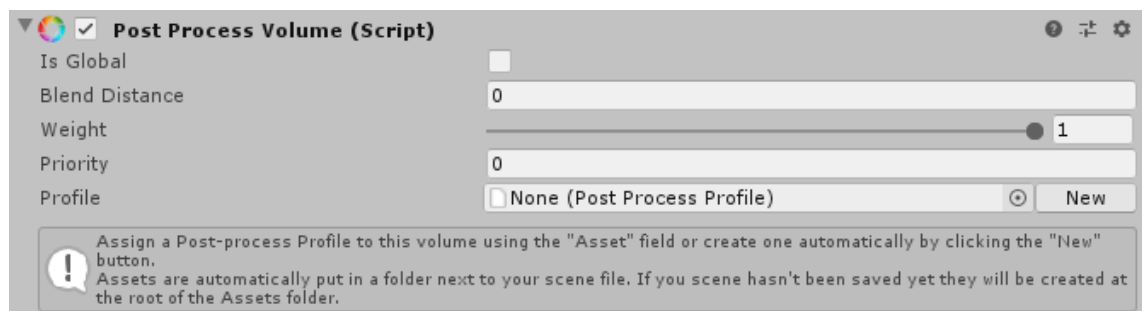 Post Process Volume (Script)
Is Global
Blend Distance 0
Weight 1
Priority 0
Profile None (Post Process Profile) New
Assign a Post-process Profile to this volume using the "Asset" field or create one automatically by clicking the "New"
button.
Assets are automatically put in a folder next to your scene file. If you scene hasn't been saved yet they will be created at
the root of the Assets folder.